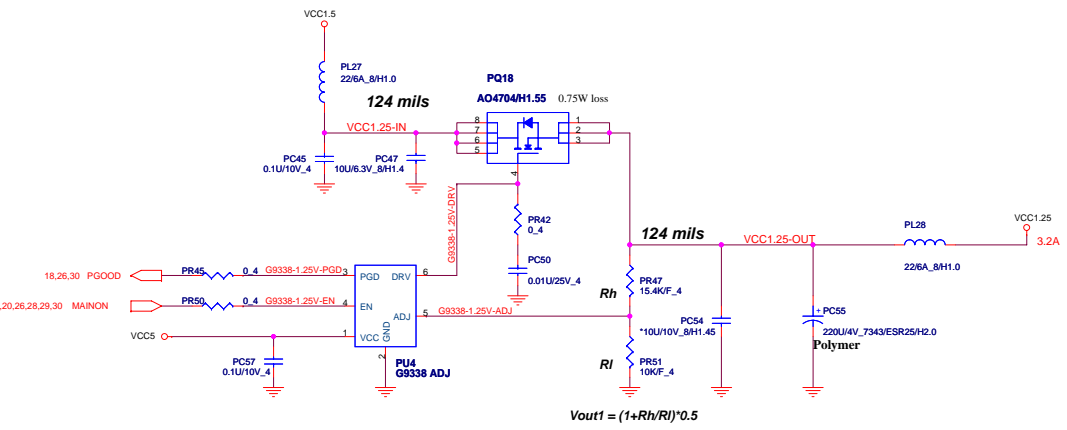 VCC1.5
PL27
22/6A_8/H1.0
124 mils
VCC1.25-IN
PQ18
AO4704/H1.55
0.75W loss
8
7
6
5
1
2
3
4
PC45
0.1U/10V_4
PC47
10U/6.3V_8/H1.4
G9338-1.25V-DRV
PR42
0_4
PC50
0.01U/25V_4
124 mils
VCC1.25-OUT
PL28
22/6A_8/H1.0
VCC1.25
3.2A
18,26,30 PGOOD
PR45
0_4
G9338-1.25V-PGD
3
PGD
DRV
6
,20,26,28,29,30 MAINON
PR50
0_4
G9338-1.25V-EN
4
EN
ADJ
5
G9338-1.25V-ADJ
VCC5
1
VCC
GND
2
PU4
G9338 ADJ
PC57
0.1U/10V_4
Rh
PR47
15.4K/F_4
Rl
PR51
10K/F_4
PC54
*10U/10V_8/H1.45
+
PC55
220U/4V_7343/ESR25/H2.0
Polymer
Vout1 = (1+Rh/Rl)*0.5